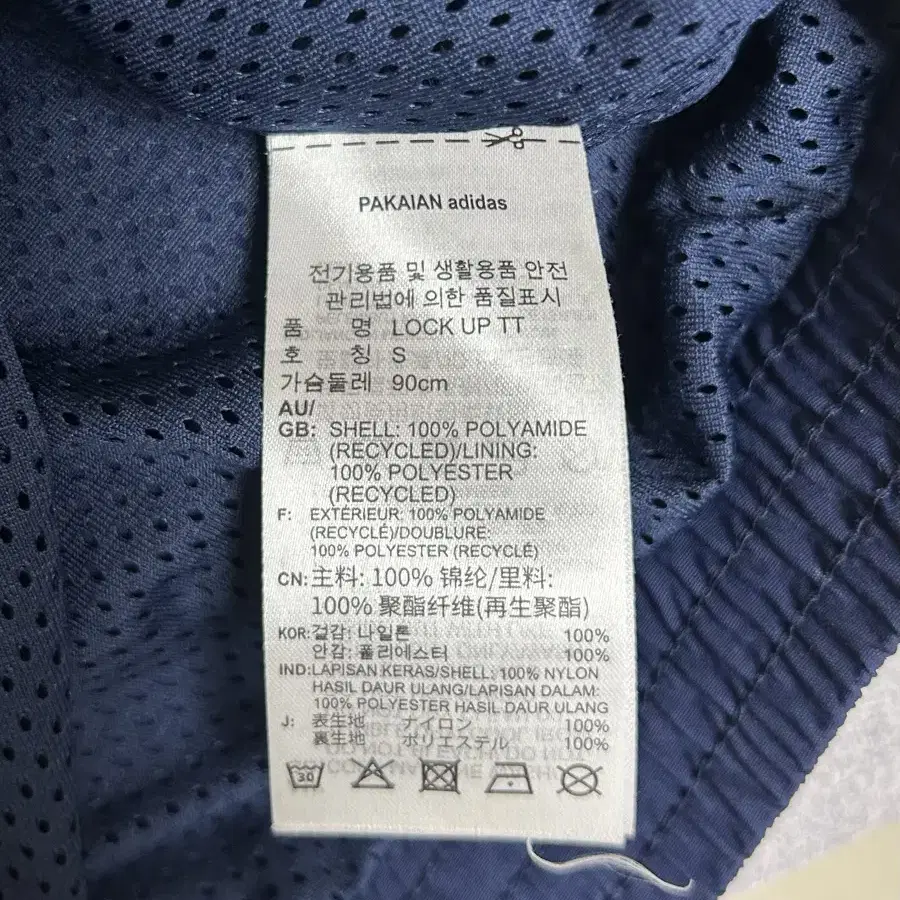 PAKAIAN adidas
전기용품 및 생활용품 안전
관리법에 의한 품질표시
품 명 LOCK UP TT
호 칭 S
가슴둘레 90cm
AU/
GB: SHELL: 100% POLYAMIDE
(RECYCLED)/LINING:
100% POLYESTER
(RECYCLED)
F: EXTÉRIEUR: 100% POLYAMIDE
(RECYCLÉ)/DOUBLURE:
100% POLYESTER (RECYCLÉ)
CN: 主料: 100% 锦纶/里料:
100% 聚酯纤维(再生聚酯)
KOR: 겉감: 나일론 100%
안감: 폴리에스터 100%
IND: LAPISAN KERAS/SHELL: 100% NYLON
HASIL DAUR ULANG/LAPISAN DALAM:
100% POLYESTER HASIL DAUR ULANG
J: 表生地 ナイロン 100%
裏生地 ポリエステル 100%
30